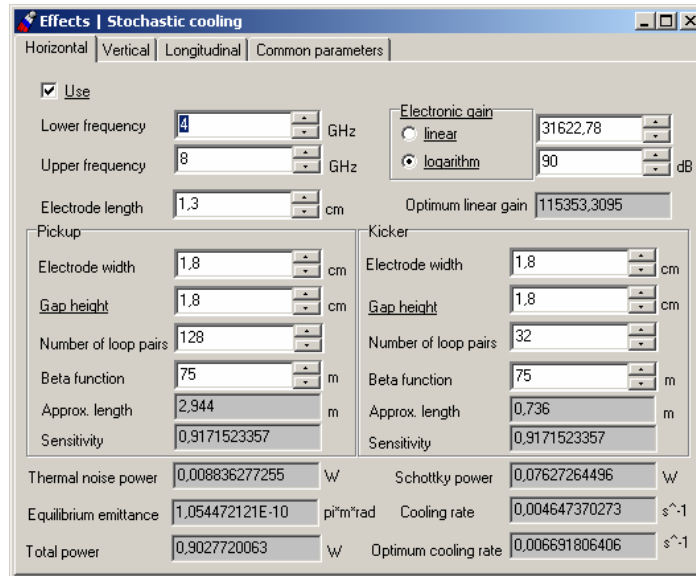 Effects | Stochastic cooling
Horizontal Vertical Longitudinal Common parameters
Use
Lower frequency 4 GHz
Upper frequency 8 GHz
Electrode length 1,3 cm
Electronic gain
linear 31622,78
logarithm 90 dB
Optimum linear gain 115353,3095
Pickup
Electrode width 1,8 cm
Gap height 1,8 cm
Number of loop pairs 128
Beta function 75 m
Approx. length 2,944 m
Sensitivity 0,9171523357
Kicker
Electrode width 1,8 cm
Gap height 1,8 cm
Number of loop pairs 32
Beta function 75 m
Approx. length 0,736 m
Sensitivity 0,9171523357
Thermal noise power 0,008836277255 W
Schottky power 0,07627264496 W
Equilibrium emittance 1,054472121E-10 pi*m*rad
Cooling rate 0,004647370273 s^-1
Total power 0,9027720063 W
Optimum cooling rate 0,006691806406 s^-1